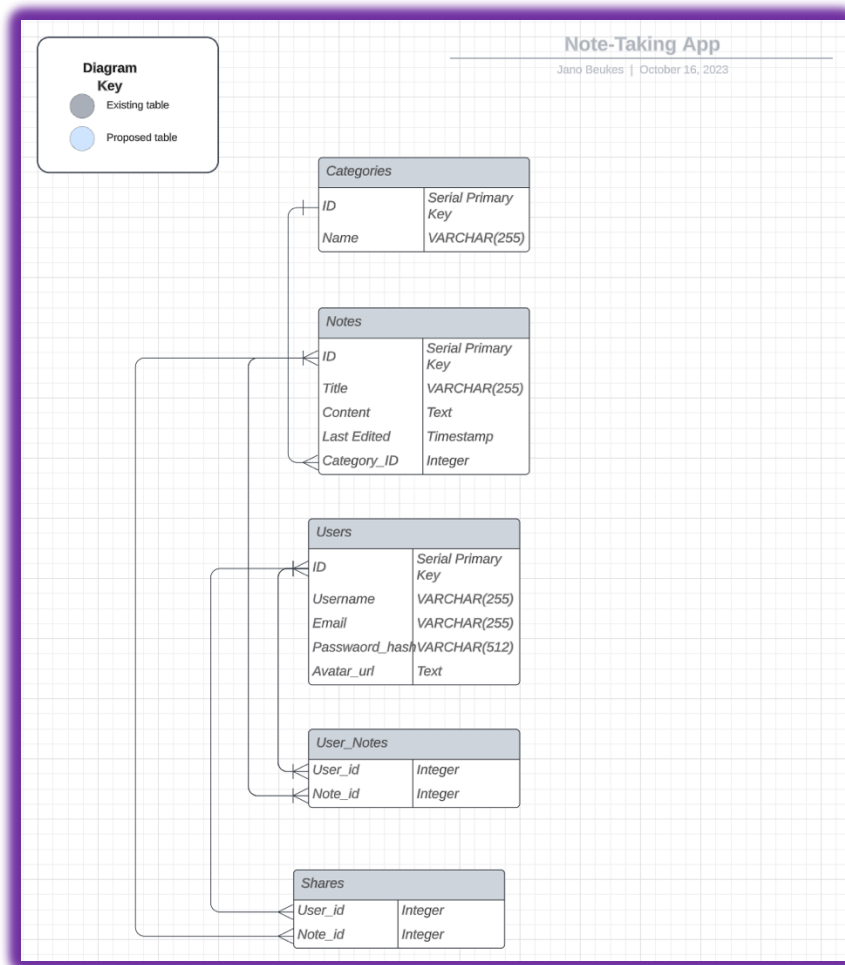 Note-Taking App
Jano Beukes | October 16, 2023
Diagram
Key
Existing table
Proposed table
Categories
ID Serial Primary
Key
Name VARCHAR(255)
Notes
ID Serial Primary
Key
Title VARCHAR(255)
Content Text
Last Edited Timestamp
Category_ID Integer
Users
ID Serial Primary
Key
Username VARCHAR(255)
Email VARCHAR(255)
Passwaord_hash VARCHAR(512)
Avatar_url Text
User_Notes
User_id Integer
Note_id Integer
Shares
User_id Integer
Note_id Integer